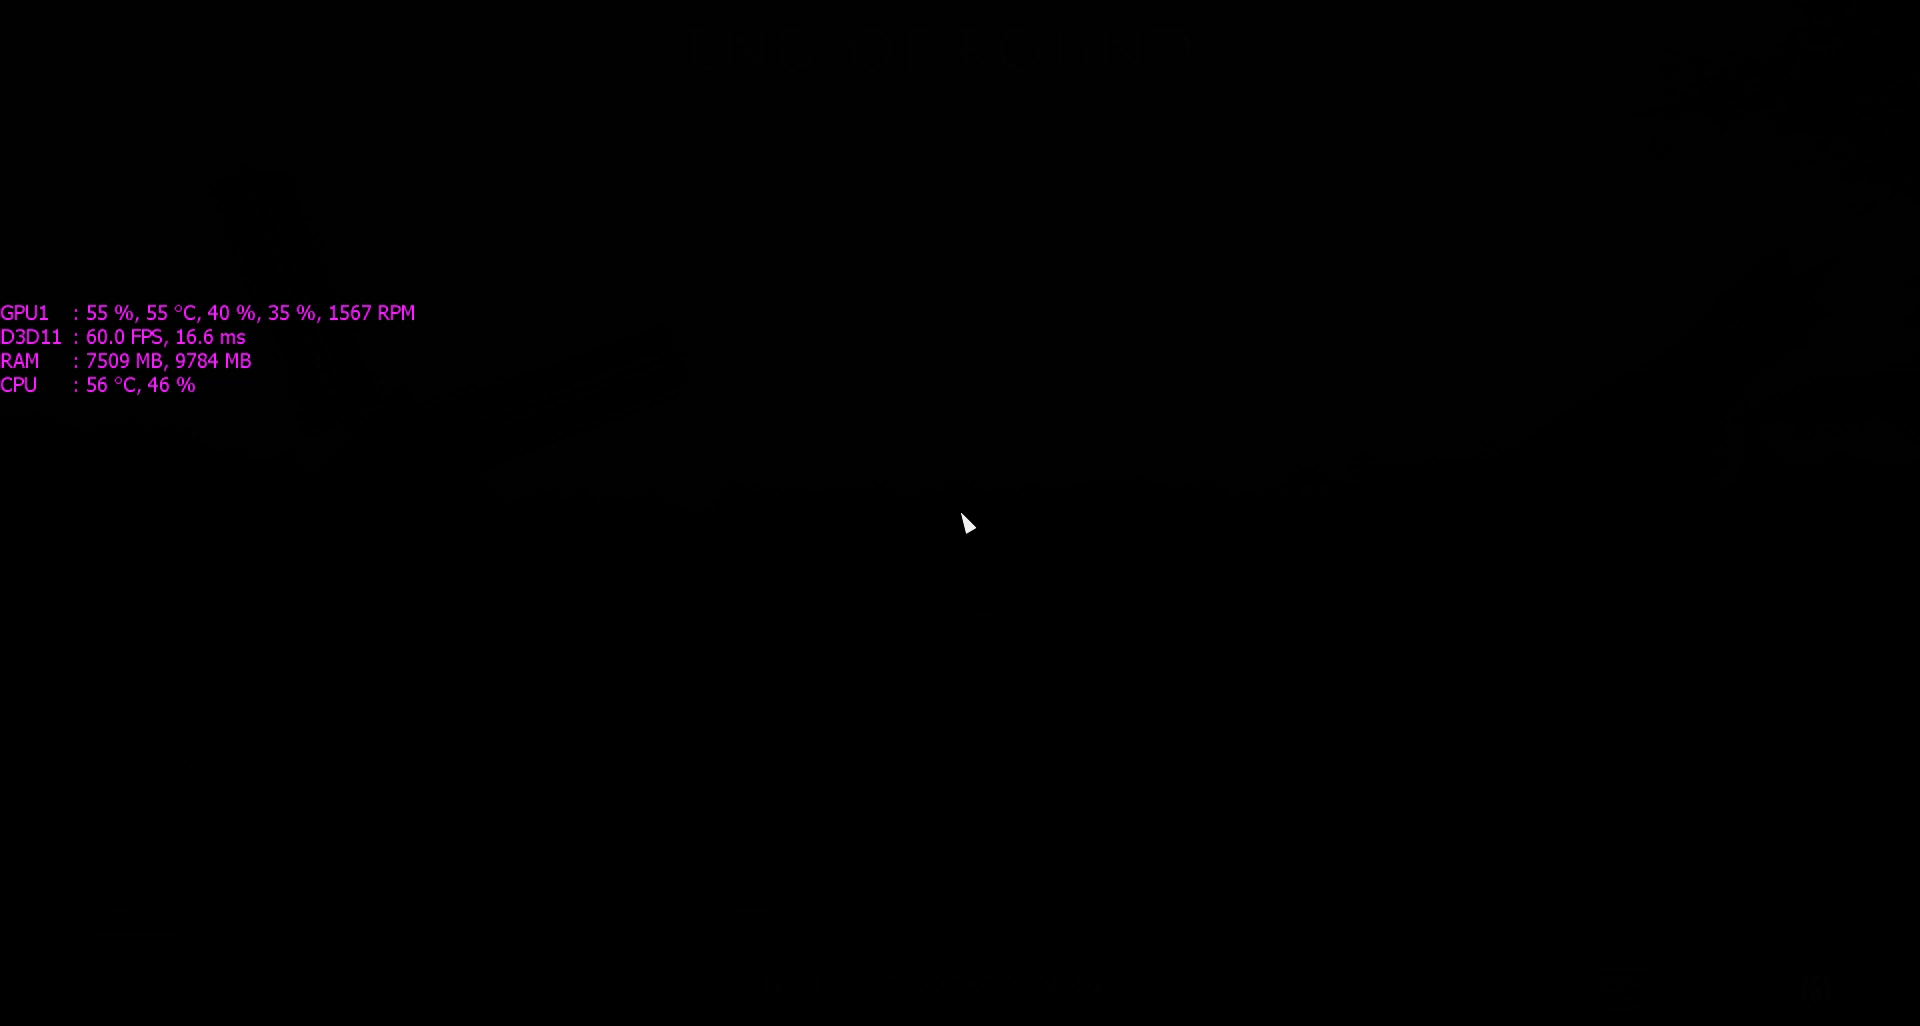 GPU1 : 55 %, 55 °C, 40 %, 35 %, 1567 RPM
D3D11 : 60.0 FPS, 16.6 ms
RAM : 7509 MB, 9784 MB
CPU : 56 °C, 46 %